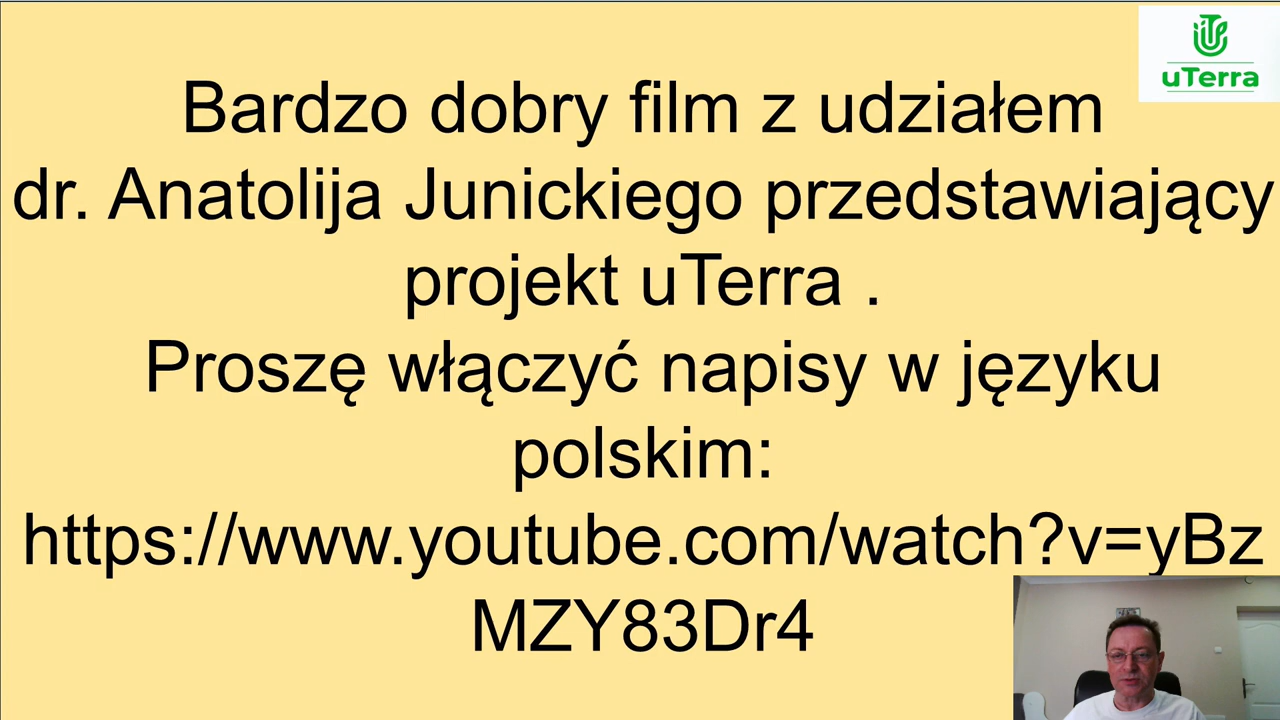 uTerra
Bardzo dobry film z udziałem
dr. Anatolija Junickiego przedstawiający
projekt uTerra .
Proszę włączyć napisy w języku
polskim:
https://www.youtube.com/watch?v=yBz
MZY83Dr4